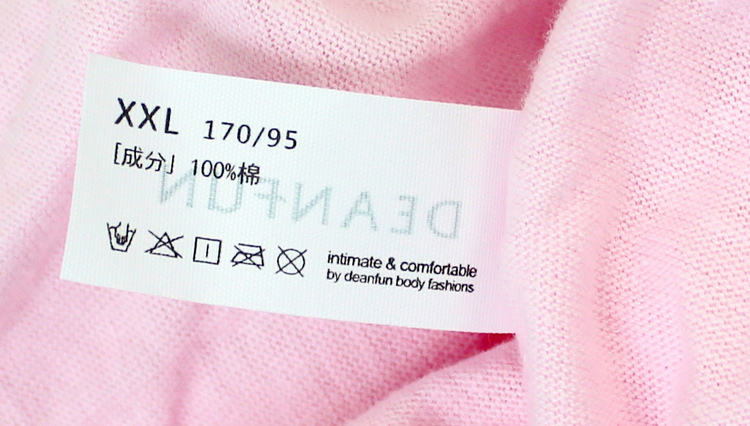 XXL 170/95
「成分」 100%棉
DEANFUN
intimate & comfortable
by deanfun body fashions